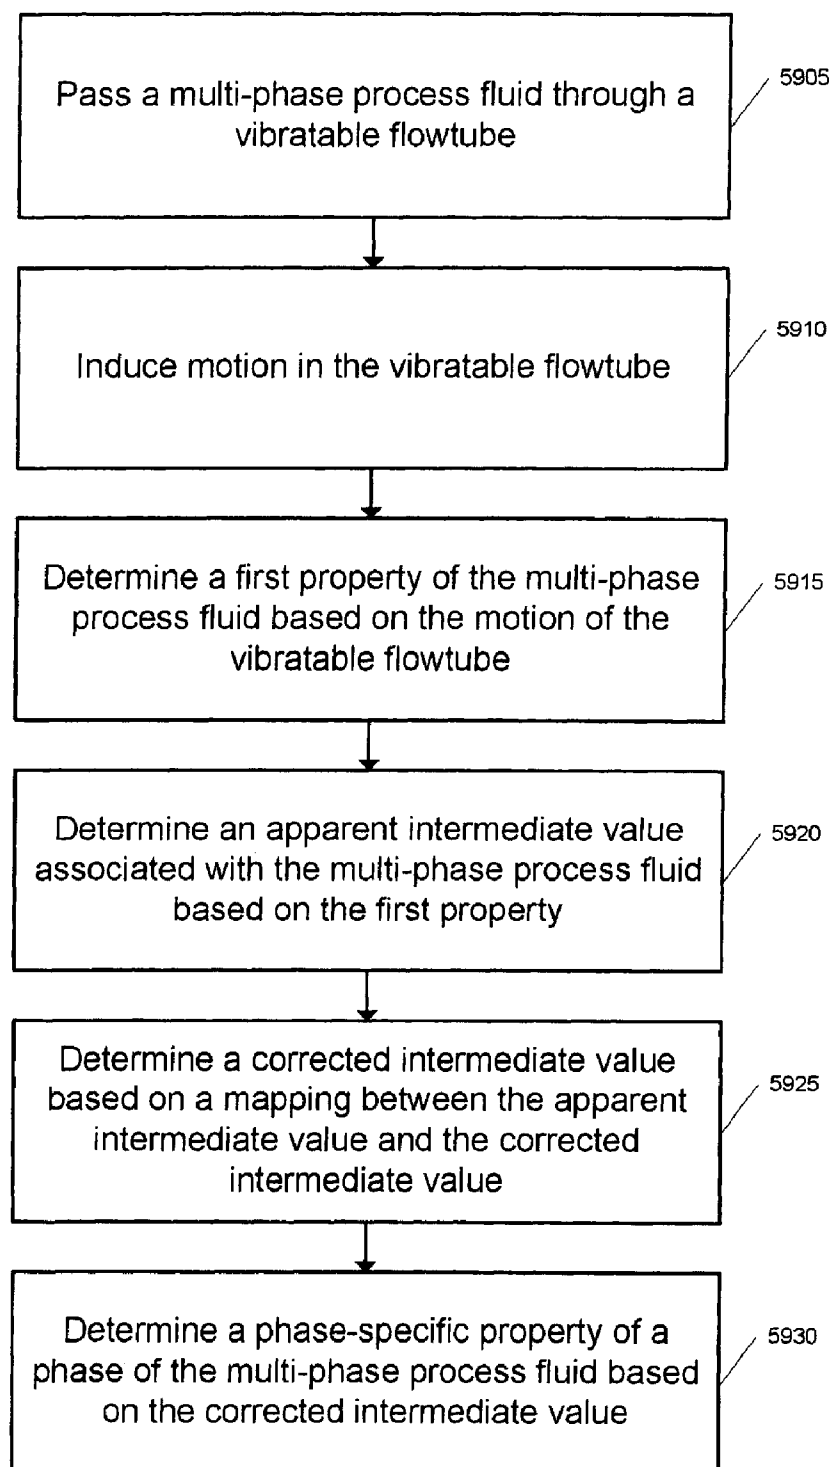 Pass a multi-phase process fluid through a
vibratable flowtube
5905
Induce motion in the vibratable flowtube
5910
Determine a first property of the multi-phase
process fluid based on the motion of the
vibratable flowtube
5915
Determine an apparent intermediate value
associated with the multi-phase process fluid
based on the first property
5920
Determine a corrected intermediate value
based on a mapping between the apparent
intermediate value and the corrected
intermediate value
5925
Determine a phase-specific property of a
phase of the multi-phase process fluid based
on the corrected intermediate value
5930